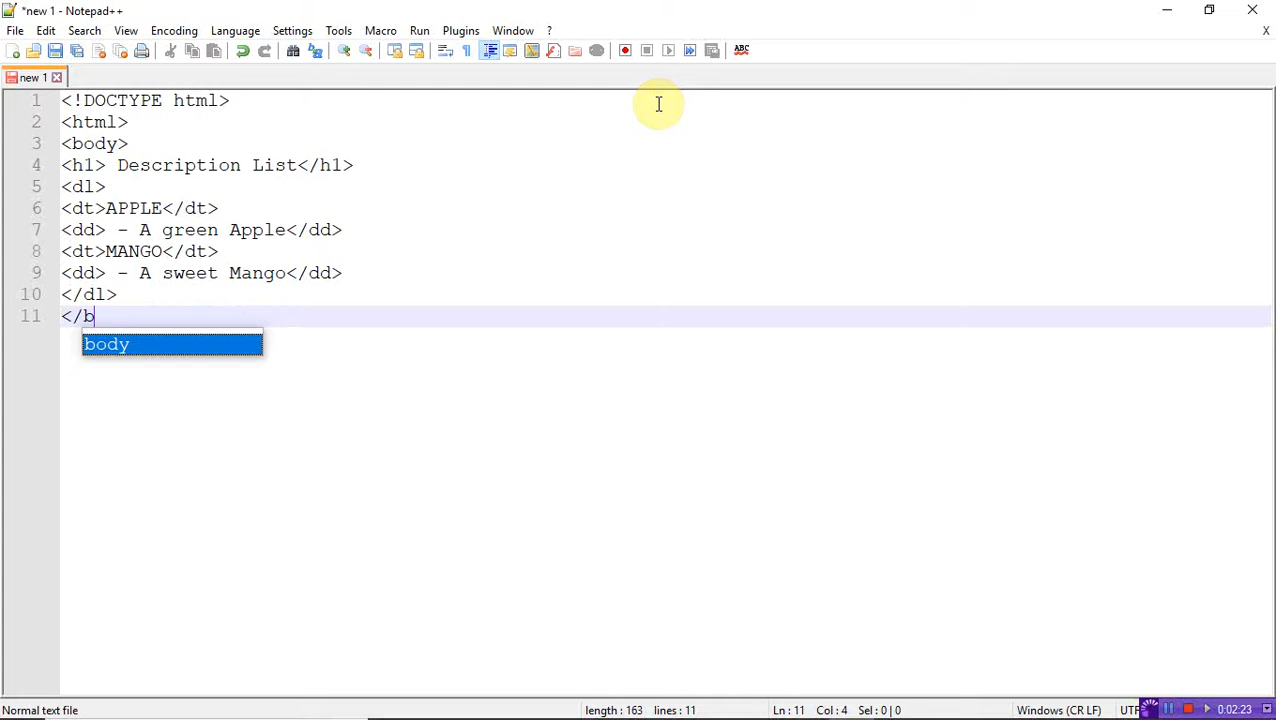 *new 1 - Notepad++
File Edit Search View Encoding Language Settings Tools Macro Run Plugins Window ? X
ABC
new 1
1 <!DOCTYPE html>
2 <html>
3 <body>
4 <h1> Description List</h1>
5 <dl>
6 <dt>APPLE</dt>
7 <dd> - A green Apple</dd>
8 <dt>MANGO</dt>
9 <dd> - A sweet Mango</dd>
10 </dl>
11 </b
body
Normal text file length : 163 lines : 11 Ln : 11 Col : 4 Sel : 0 | 0 Windows (CR LF) UTF 0:02:23